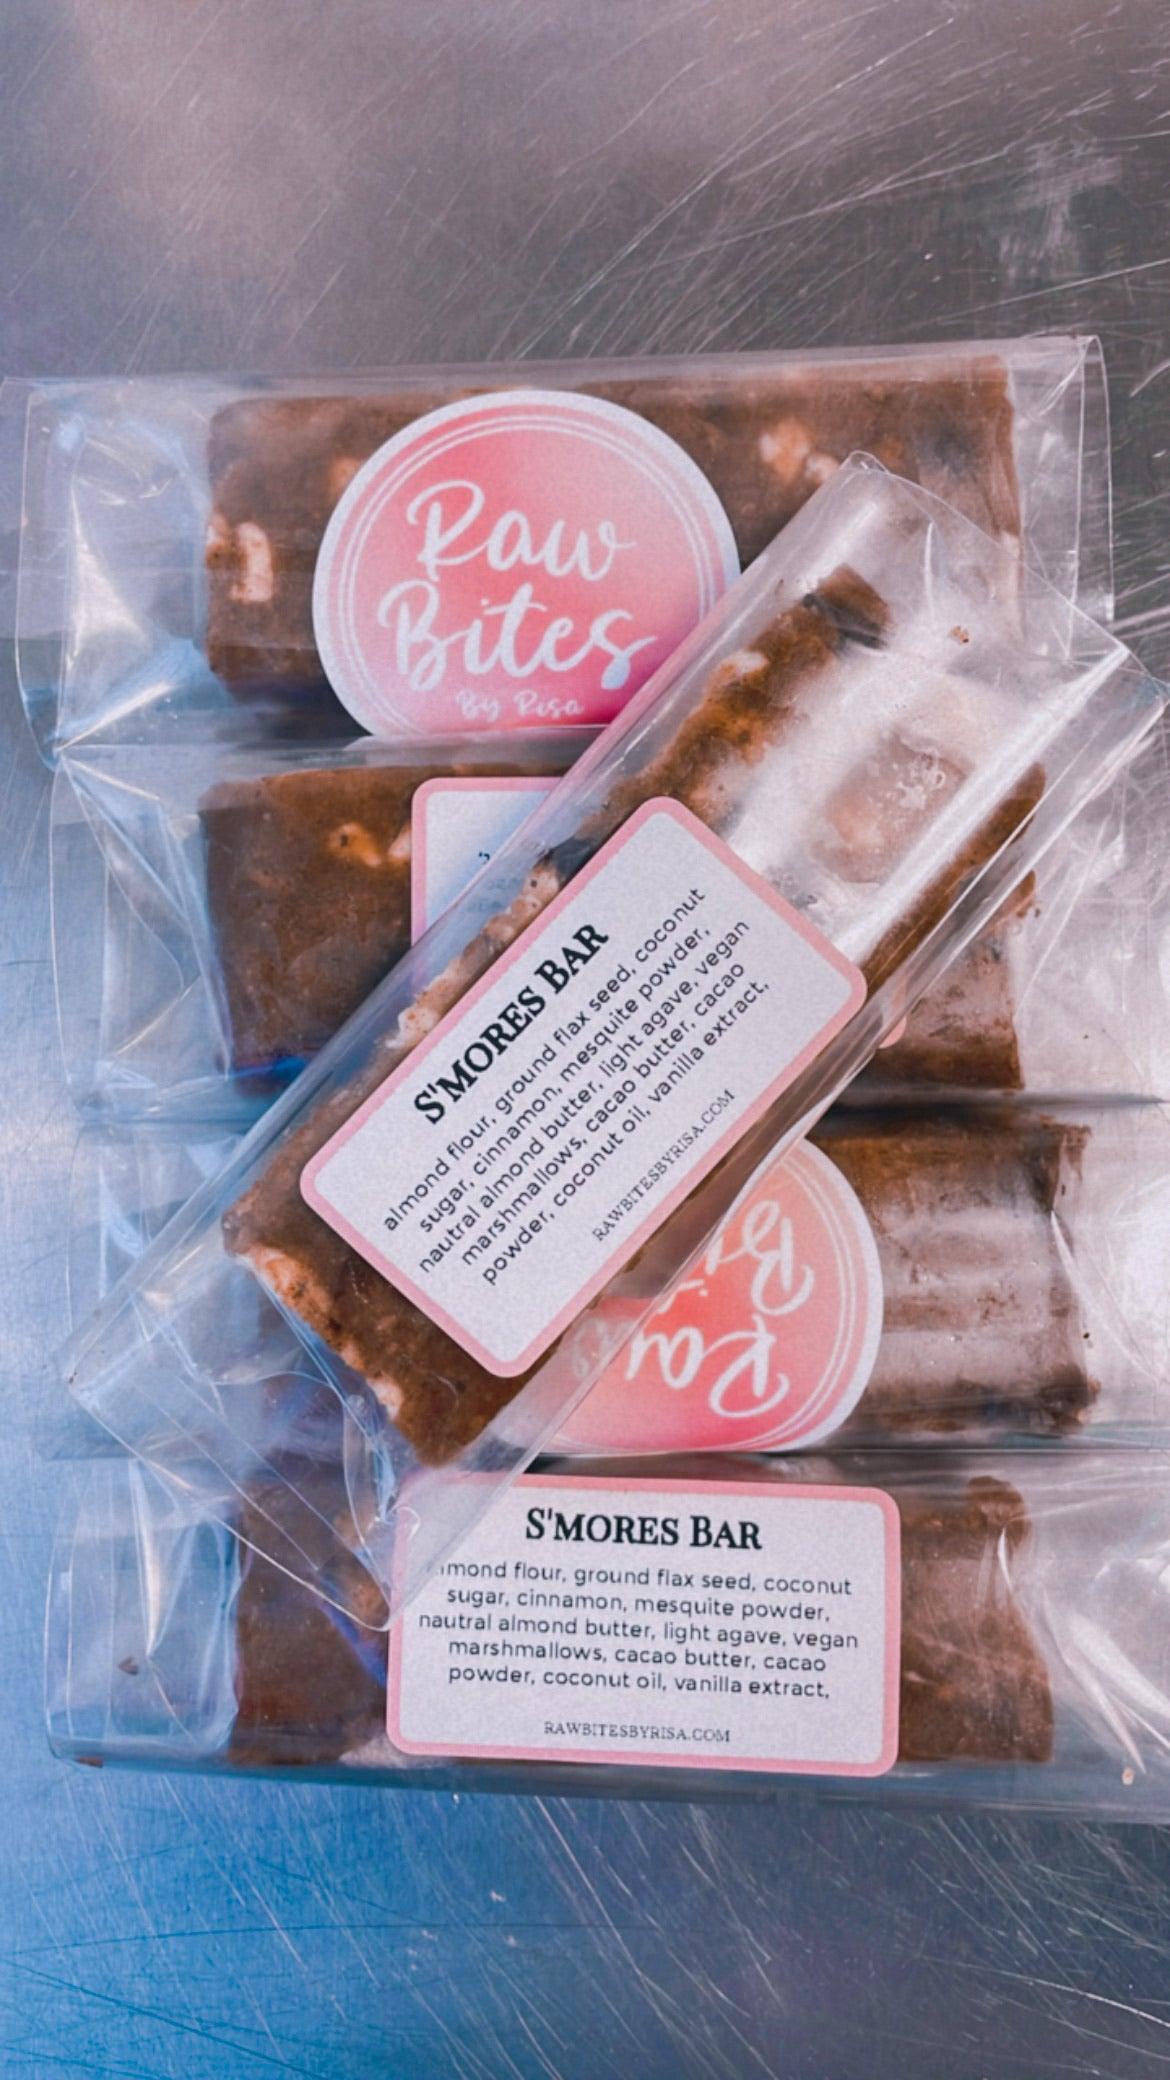 Raw
Bites
By Risa
S'MORES BAR
almond flour, ground flax seed, coconut
sugar, cinnamon, mesquite powder,
nautral almond butter, light agave, vegan
marshmallows, cacao butter, cacao
powder, coconut oil, vanilla extract,
RAWBITESBYRISA.COM
Raw
Bi
S'MORES BAR
mond flour, ground flax seed, coconut
sugar, cinnamon, mesquite powder,
nautral almond butter, light agave, vegan
marshmallows, cacao butter, cacao
powder, coconut oil, vanilla extract,
RAWBITESBYRISA.COM